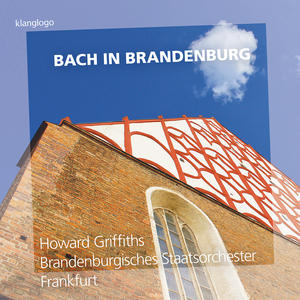 klanglogo
BACH IN BRANDENBURG
Howard Griffiths
Brandenburgisches Staatsorchester
Frankfurt